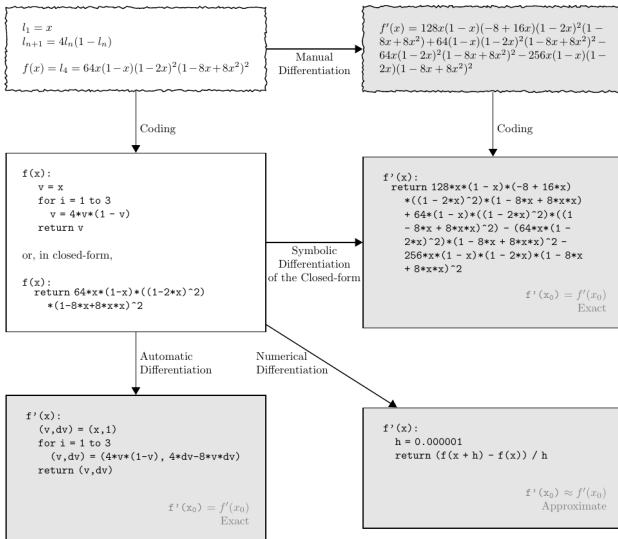 l₁ = x
lₙ₊₁ = 4lₙ(1 − lₙ)
f(x) = l₄ = 64x(1−x)(1−2x)²(1−8x+8x²)²
Manual
Differentiation
f′(x) = 128x(1 − x)(−8 + 16x)(1 − 2x)²(1 −
8x+8x²)+64(1−x)(1−2x)²(1−8x+8x²)²−
64x(1 − 2x)²(1 − 8x + 8x²)² − 256x(1 − x)(1 −
2x)(1 − 8x + 8x²)²
Coding
Coding
f(x):
v = x
for i = 1 to 3
v = 4*v*(1 - v)
return v
or, in closed-form,
f(x):
return 64*x*(1-x)*((1-2*x)^2)
*(1-8*x+8*x*x)^2
Symbolic
Differentiation
of the Closed-form
f'(x):
return 128*x*(1 - x)*(-8 + 16*x)
*((1 - 2*x)^2)*(1 - 8*x + 8*x*x)
+ 64*(1 - x)*((1 - 2*x)^2)*((1
- 8*x + 8*x*x)^2) - (64*x*(1 -
2*x)^2)*(1 - 8*x + 8*x*x)^2 -
256*x*(1 - x)*(1 - 2*x)*(1 - 8*x
+ 8*x*x)^2
f'(x₀) = f′(x₀)
Exact
Automatic
Differentiation
Numerical
Differentiation
f'(x):
(v,dv) = (x,1)
for i = 1 to 3
(v,dv) = (4*v*(1-v), 4*dv-8*v*dv)
return (v,dv)
f'(x₀) = f′(x₀)
Exact
f'(x):
h = 0.000001
return (f(x + h) - f(x)) / h
f'(x₀) ≈ f′(x₀)
Approximate